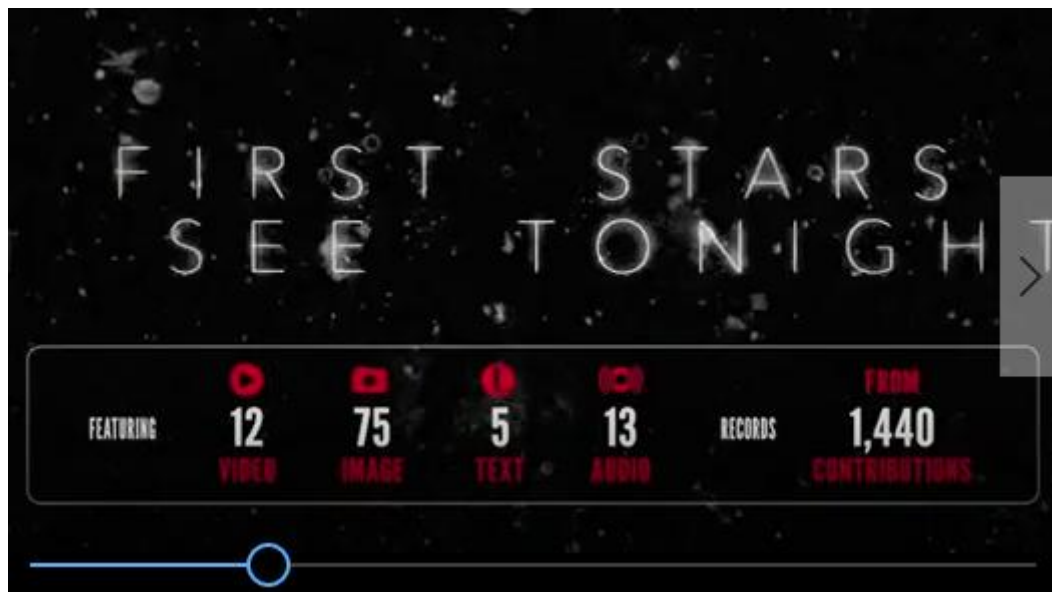 FIRST STARS
SEE TONIGHT
FROM
FEATURING 12 75 5 13 RECORDS 1,440
VIDEO IMAGE TEXT AUDIO CONTRIBUTIONS